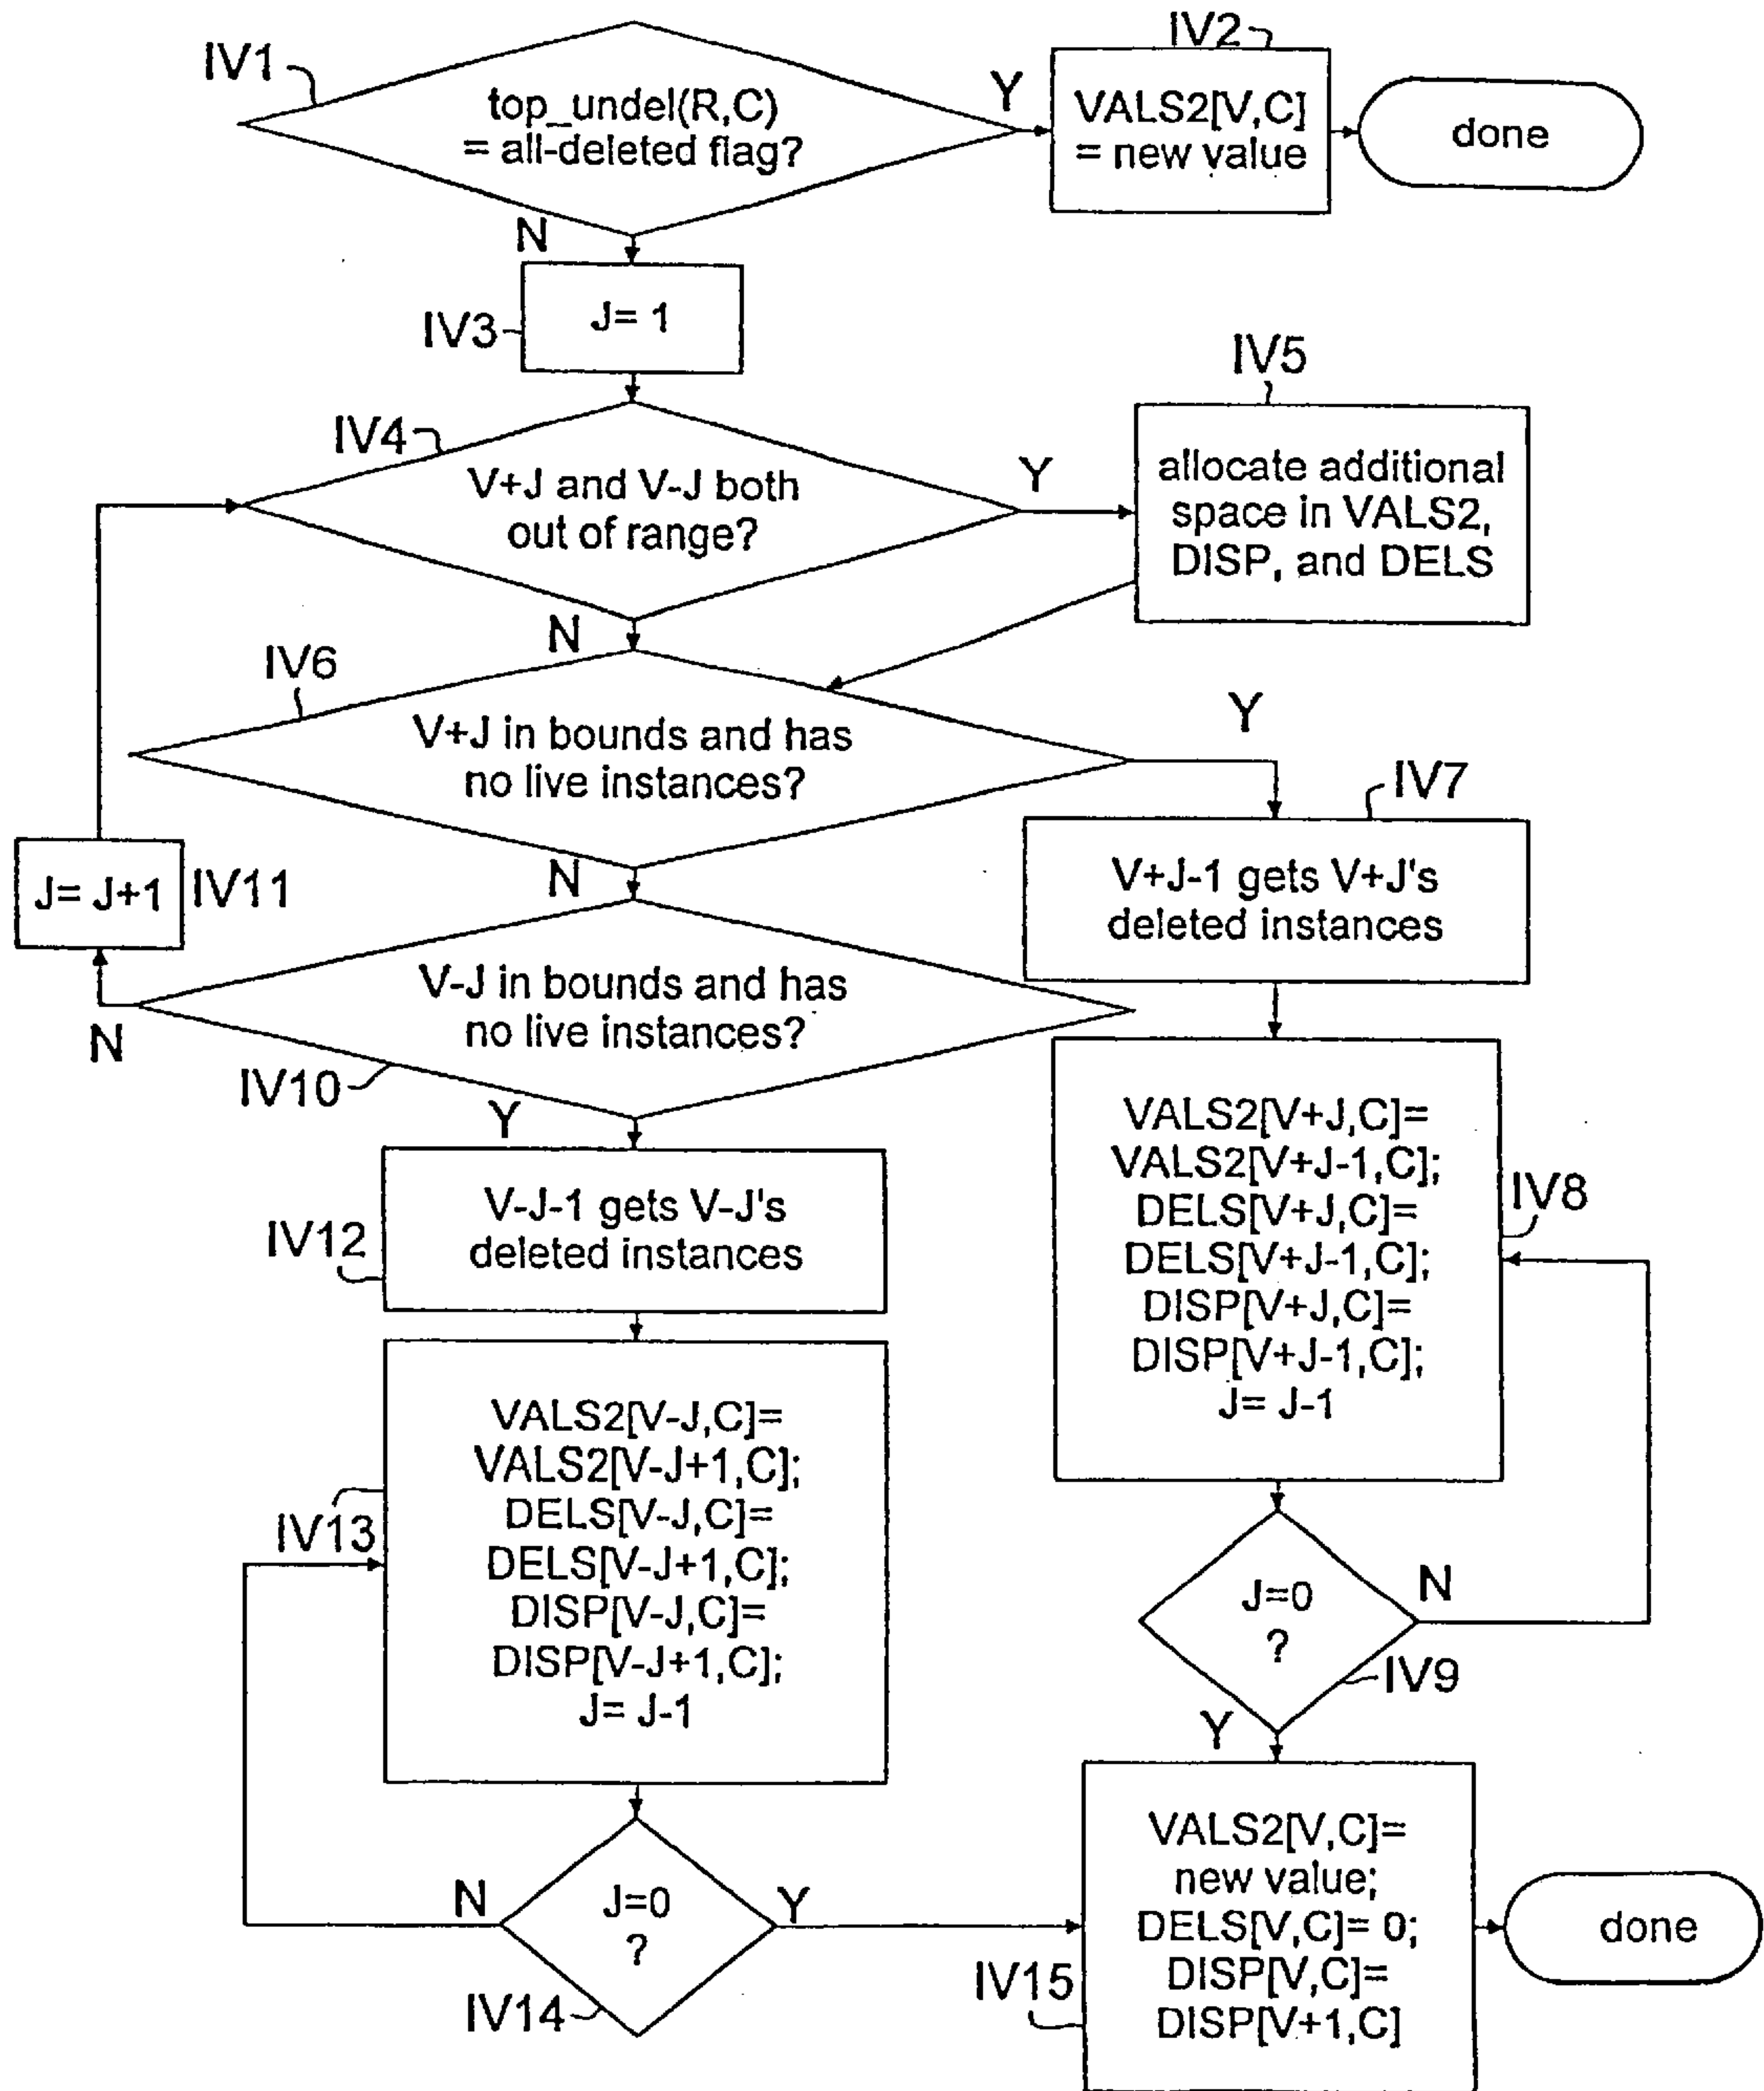 IV1
top_undel(R,C)
= all-deleted flag?
Y
IV2
VALS2[V,C]
= new value
done
N
IV3
J= 1
IV4
V+J and V-J both
out of range?
Y
IV5
allocate additional
space in VALS2,
DISP, and DELS
N
IV6
V+J in bounds and has
no live instances?
Y
IV7
V+J-1 gets V+J's
deleted instances
N
J= J+1
IV11
V-J in bounds and has
no live instances?
N
IV10
Y
VALS2[V+J,C]=
VALS2[V+J-1,C];
DELS[V+J,C]=
DELS[V+J-1,C];
DISP[V+J,C]=
DISP[V+J-1,C];
J= J-1
IV8
IV12
V-J-1 gets V-J's
deleted instances
IV13
VALS2[V-J,C]=
VALS2[V-J+1,C];
DELS[V-J,C]=
DELS[V-J+1,C];
DISP[V-J,C]=
DISP[V-J+1,C];
J= J-1
J=0
?
N
IV9
Y
N
J=0
?
Y
IV14
IV15
VALS2[V,C]=
new value;
DELS[V,C]= 0;
DISP[V,C]=
DISP[V+1,C]
done